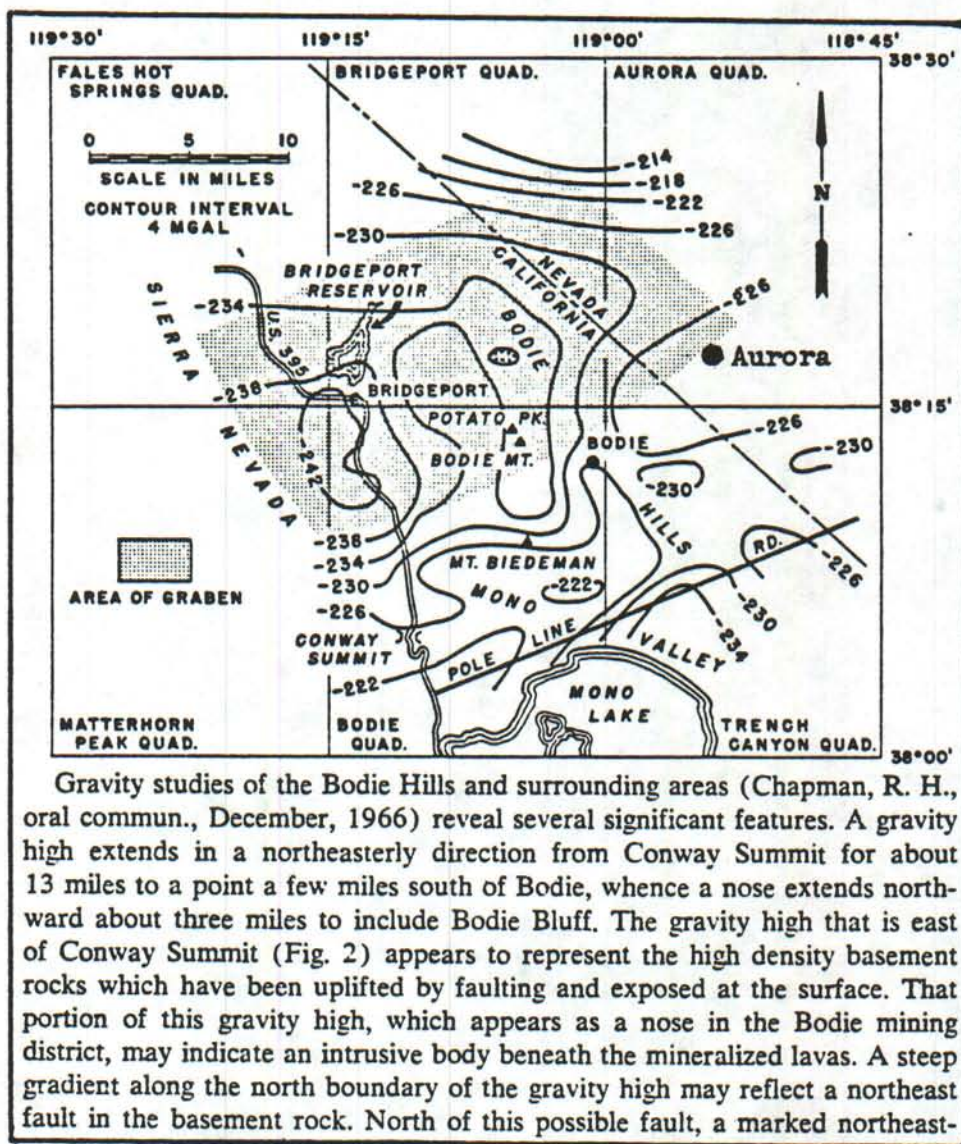 119°30' 119°15' 119°00' 118°45'
38°30'
FALES HOT
SPRINGS QUAD.
BRIDGEPORT QUAD.
AURORA QUAD.
0 5 10
SCALE IN MILES
CONTOUR INTERVAL
4 MGAL
N
-214
-218
-222
-226
-226
-230
NEVADA
CALIFORNIA
-226
BRIDGEPORT
RESERVOIR
-234
U.S. 395
SIERRA
NEVADA
BODIE
Aurora
-238
BRIDGEPORT
38°15'
POTATO PK.
BODIE MT.
BODIE
-226
-230
-230
-242
HILLS
-238
-234
-230
MT. BIEDEMAN
RD.
-226
AREA OF GRABEN
-226
MONO
-222
-230
-234
CONWAY
SUMMIT
LINE
VALLEY
POLE
-222
MONO
LAKE
MATTERHORN
PEAK QUAD.
BODIE
QUAD.
TRENCH
CANYON QUAD.
38°00'
Gravity studies of the Bodie Hills and surrounding areas (Chapman, R. H.,
oral commun., December, 1966) reveal several significant features. A gravity
high extends in a northeasterly direction from Conway Summit for about
13 miles to a point a few miles south of Bodie, whence a nose extends north-
ward about three miles to include Bodie Bluff. The gravity high that is east
of Conway Summit (Fig. 2) appears to represent the high density basement
rocks which have been uplifted by faulting and exposed at the surface. That
portion of this gravity high, which appears as a nose in the Bodie mining
district, may indicate an intrusive body beneath the mineralized lavas. A steep
gradient along the north boundary of the gravity high may reflect a northeast
fault in the basement rock. North of this possible fault, a marked northeast-